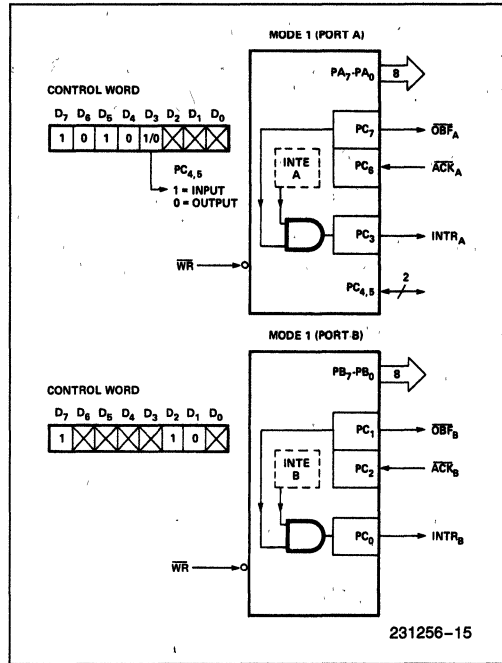 MODE 1 (PORT A)
PA7-PA0
8
CONTROL WORD
D7 D6 D5 D4 D3 D2 D1 D0
1 0 1 0 1/0
PC4,5
1 = INPUT
0 = OUTPUT
PC7
OBFA
INTE
A
PC6
ACKA
PC3
INTRA
WR
PC4,5
2
MODE 1 (PORT B)
PB7-PB0
8
CONTROL WORD
D7 D6 D5 D4 D3 D2 D1 D0
1 1 0
PC1
OBFB
INTE
B
PC2
ACKB
PC0
INTRB
WR
231256-15